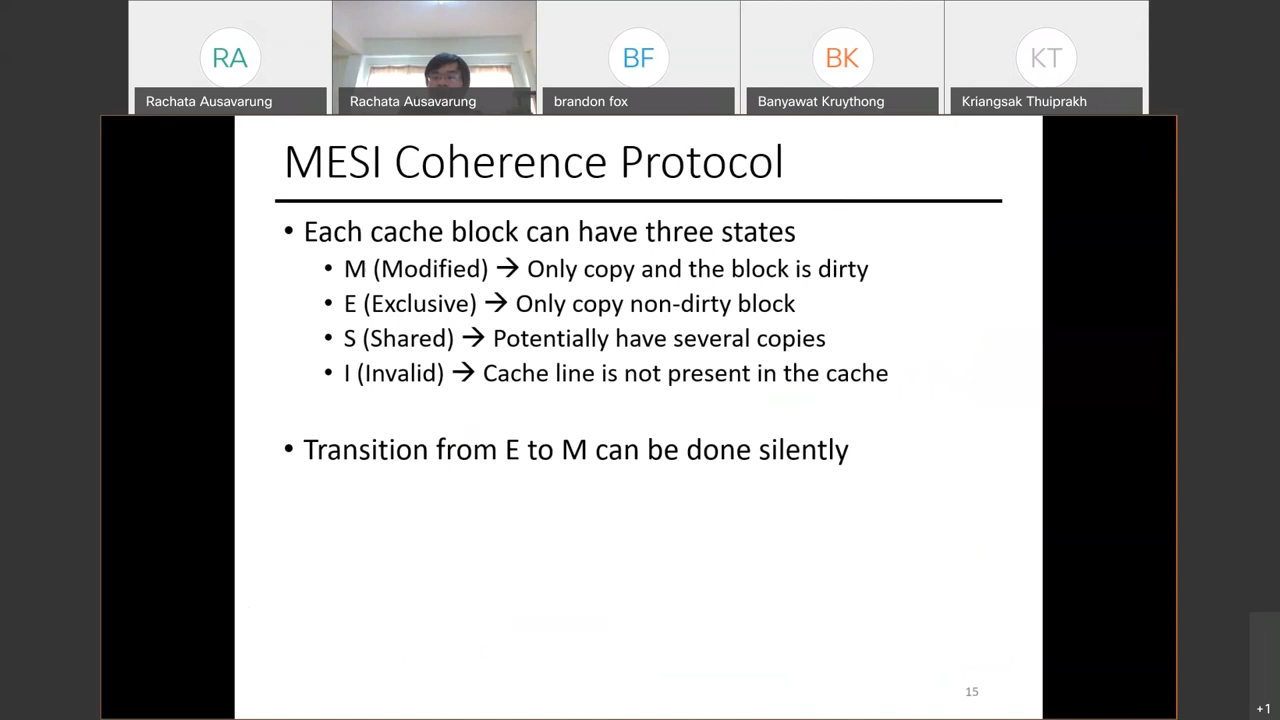 RA
BF
BK
KT
Rachata Ausavarung
Rachata Ausavarung
brandon fox
Banyawat Kruythong
Kriangsak Thuiprakh
MESI Coherence Protocol
• Each cache block can have three states
• M (Modified) → Only copy and the block is dirty
• E (Exclusive) → Only copy non-dirty block
• S (Shared) → Potentially have several copies
• I (Invalid) → Cache line is not present in the cache
• Transition from E to M can be done silently
15
+1